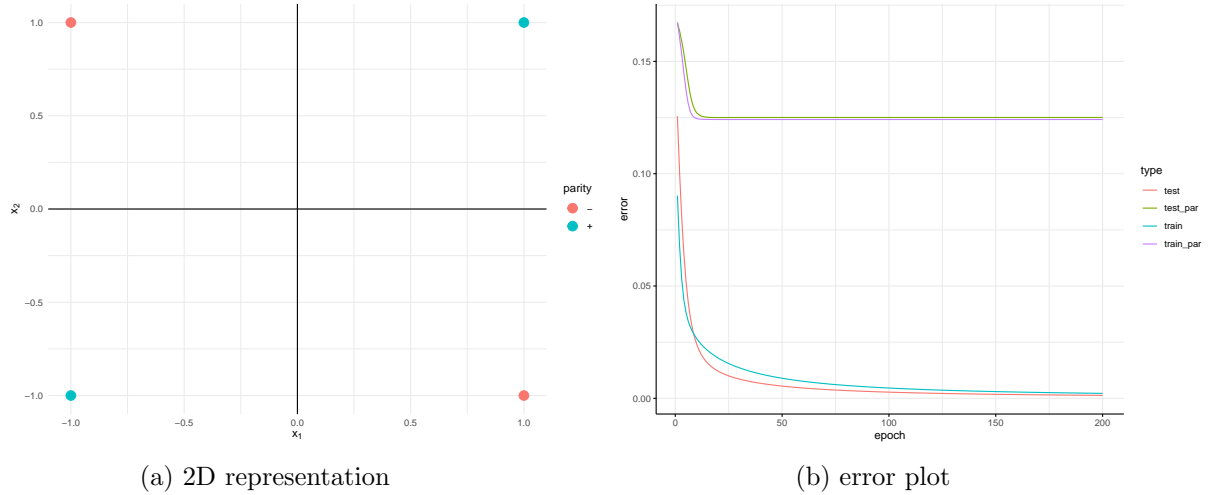 1.0
0.5
0.0
−0.5
−1.0
x₂
−1.0 −0.5 0.0 0.5 1.0
x₁
parity
−
+
(a) 2D representation
0.15
0.10
0.05
0.00
error
0 50 100 150 200
epoch
type
test
test_par
train
train_par
(b) error plot